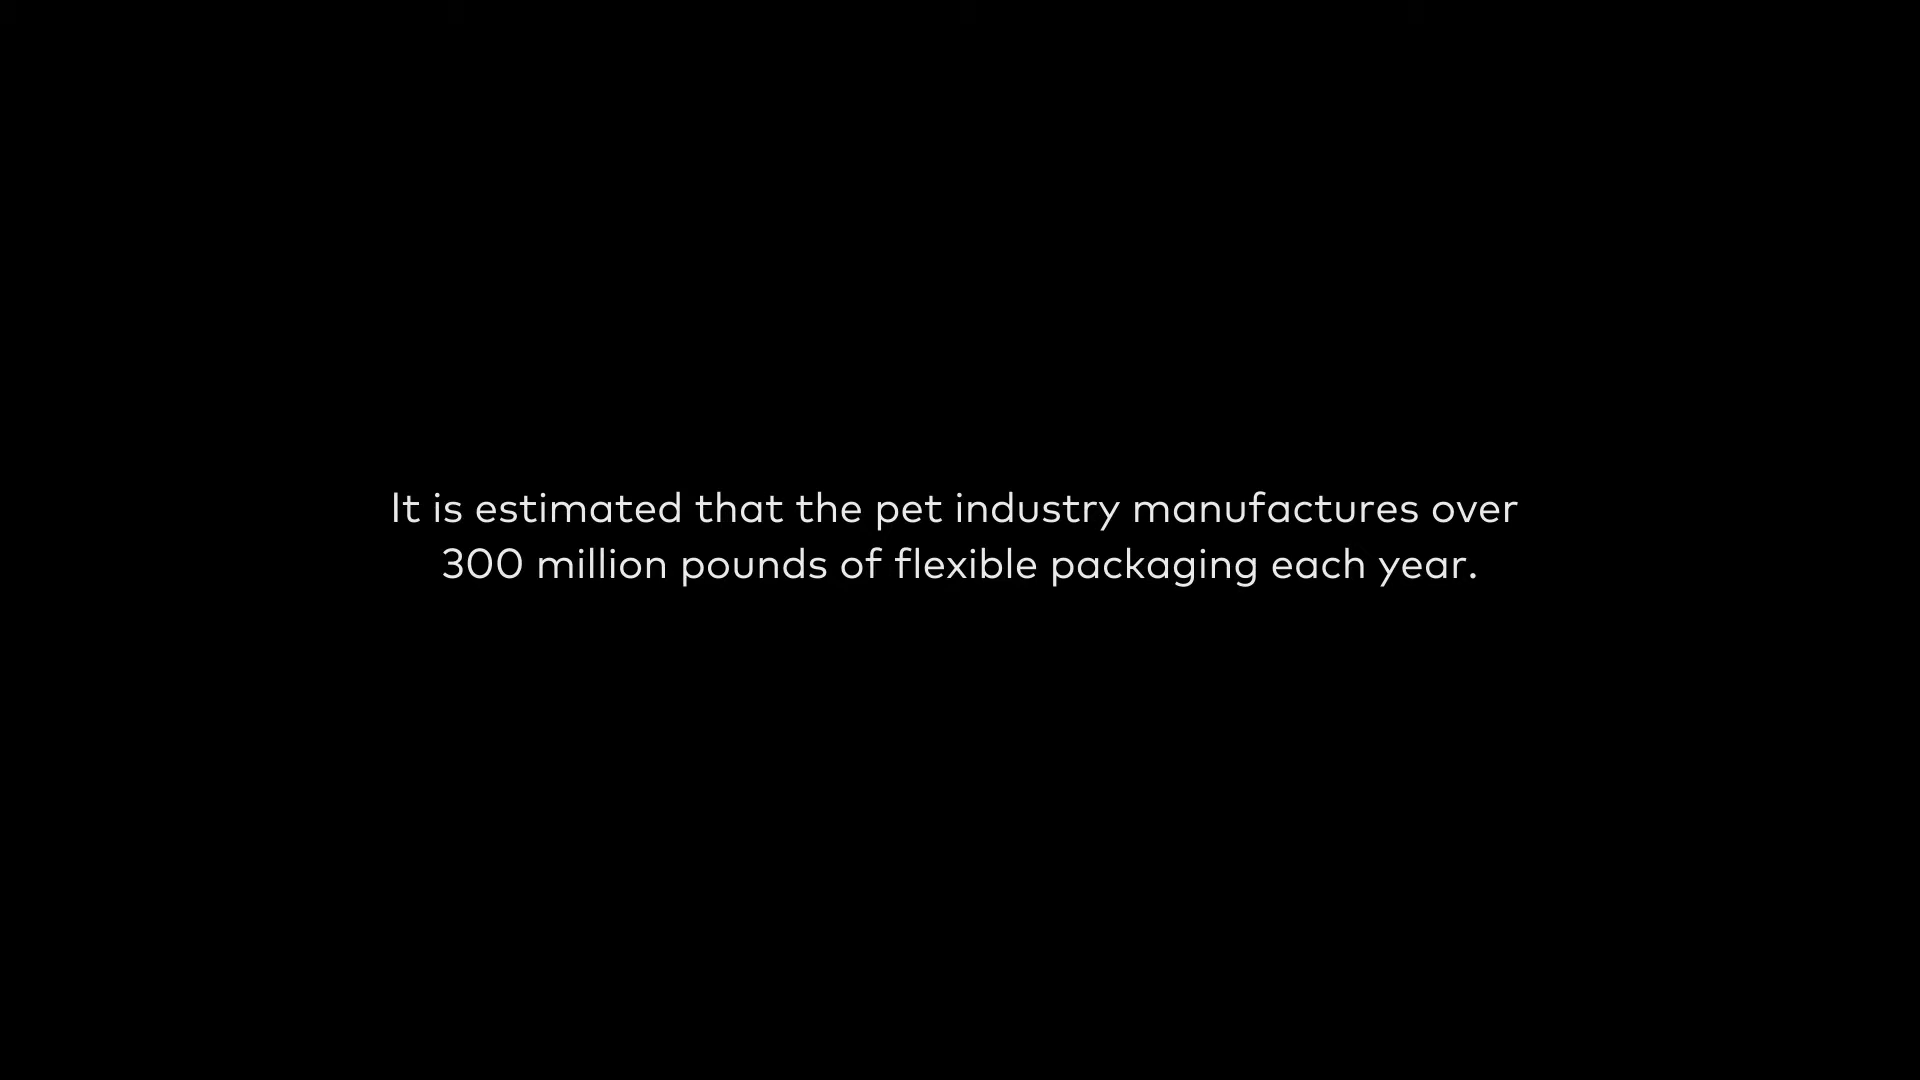 It is estimated that the pet industry manufactures over
300 million pounds of flexible packaging each year.